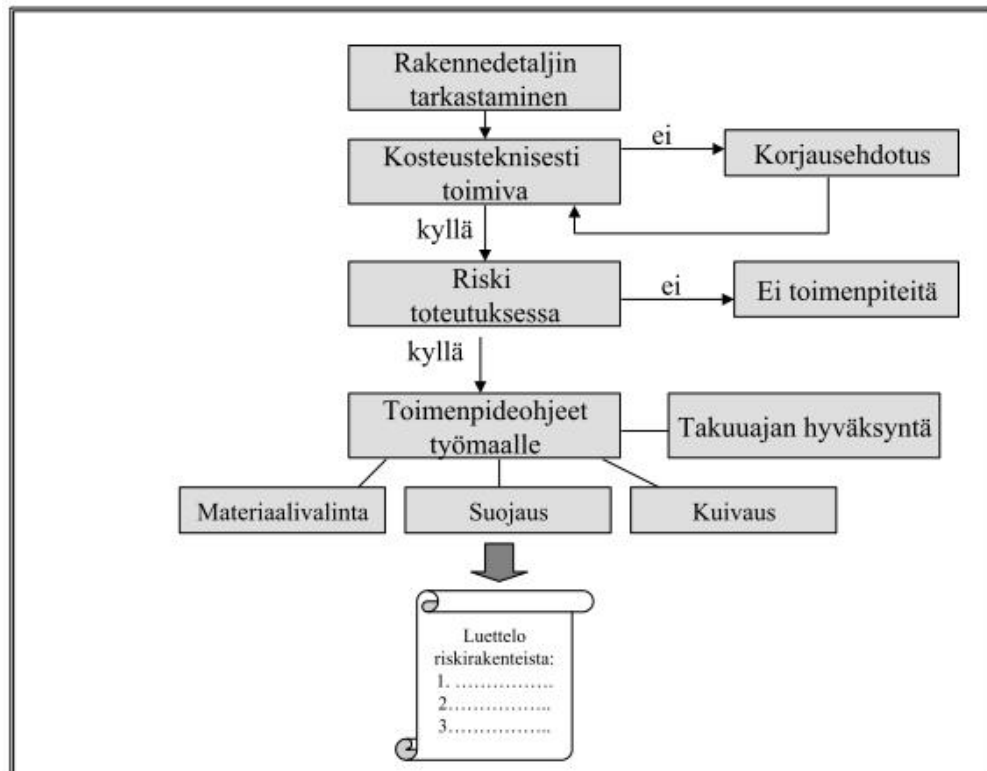 Rakennedetaljin
tarkastaminen
Kosteusteknisesti
toimiva
ei
Korjausehdotus
kyllä
Riski
toteutuksessa
ei
Ei toimenpiteitä
kyllä
Toimenpideohjeet
työmaalle
Takuuajan hyväksyntä
Materiaalivalinta
Suojaus
Kuivaus
Luettelo
riskirakenteista:
1. ……………..
2……………...
3……………...